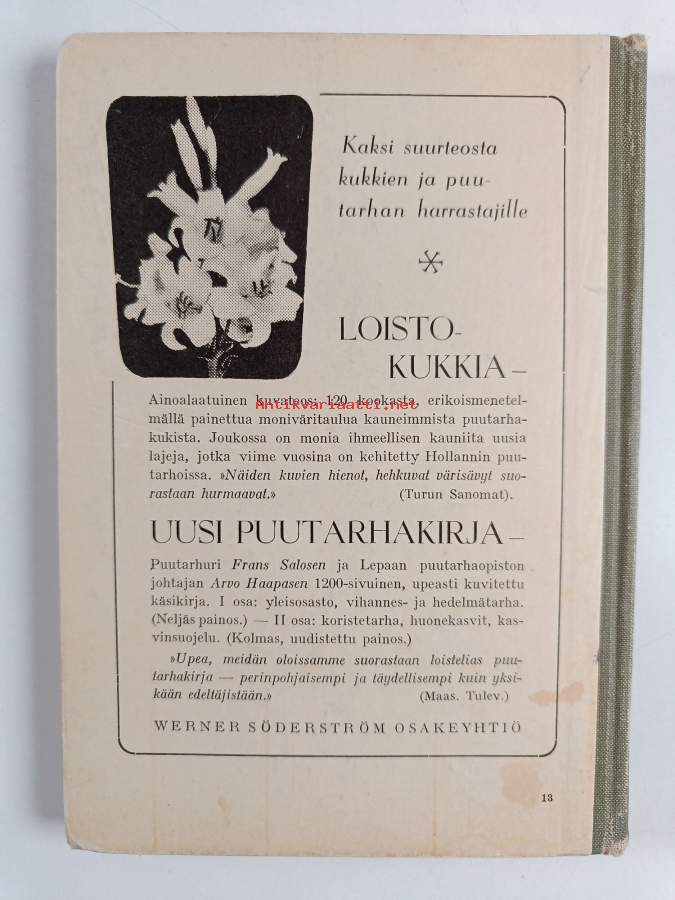 Kaksi suurteosta
kukkien ja puu-
tarhan harrastajille
LOISTO-
KUKKIA –
Ainoalaatuinen kuvateos: 120 kookasta, erikoismenetel-
Antikvariaatti.net
mällä painettua moniväritaulua kauneimmista puutarha-
kukista. Joukossa on monia ihmeellisen kauniita uusia
lajeja, jotka viime vuosina on kehitetty Hollannin puu-
tarhoissa. »Näiden kuvien hienot, hehkuvat värisävyt suo-
rastaan hurmaavat.» (Turun Sanomat).
UUSI PUUTARHAKIRJA –
Puutarhuri Frans Salosen ja Lepaan puutarhaopiston
johtajan Arvo Haapasen 1200-sivuinen, upeasti kuvitettu
käsikirja. I osa: yleisosasto, vihannes- ja hedelmätarha.
(Neljäs painos.) — II osa: koristetarha, huonekasvit, kas-
vinsuojelu. (Kolmas, uudistettu painos.)
»Upea, meidän oloissamme suorastaan loistelias puu-
tarhakirja — perinpohjaisempi ja täydellisempi kuin yksi-
kään edeltäjistään.» (Maas. Tulev.)
WERNER SÖDERSTRÖM OSAKEYHTIÖ
13